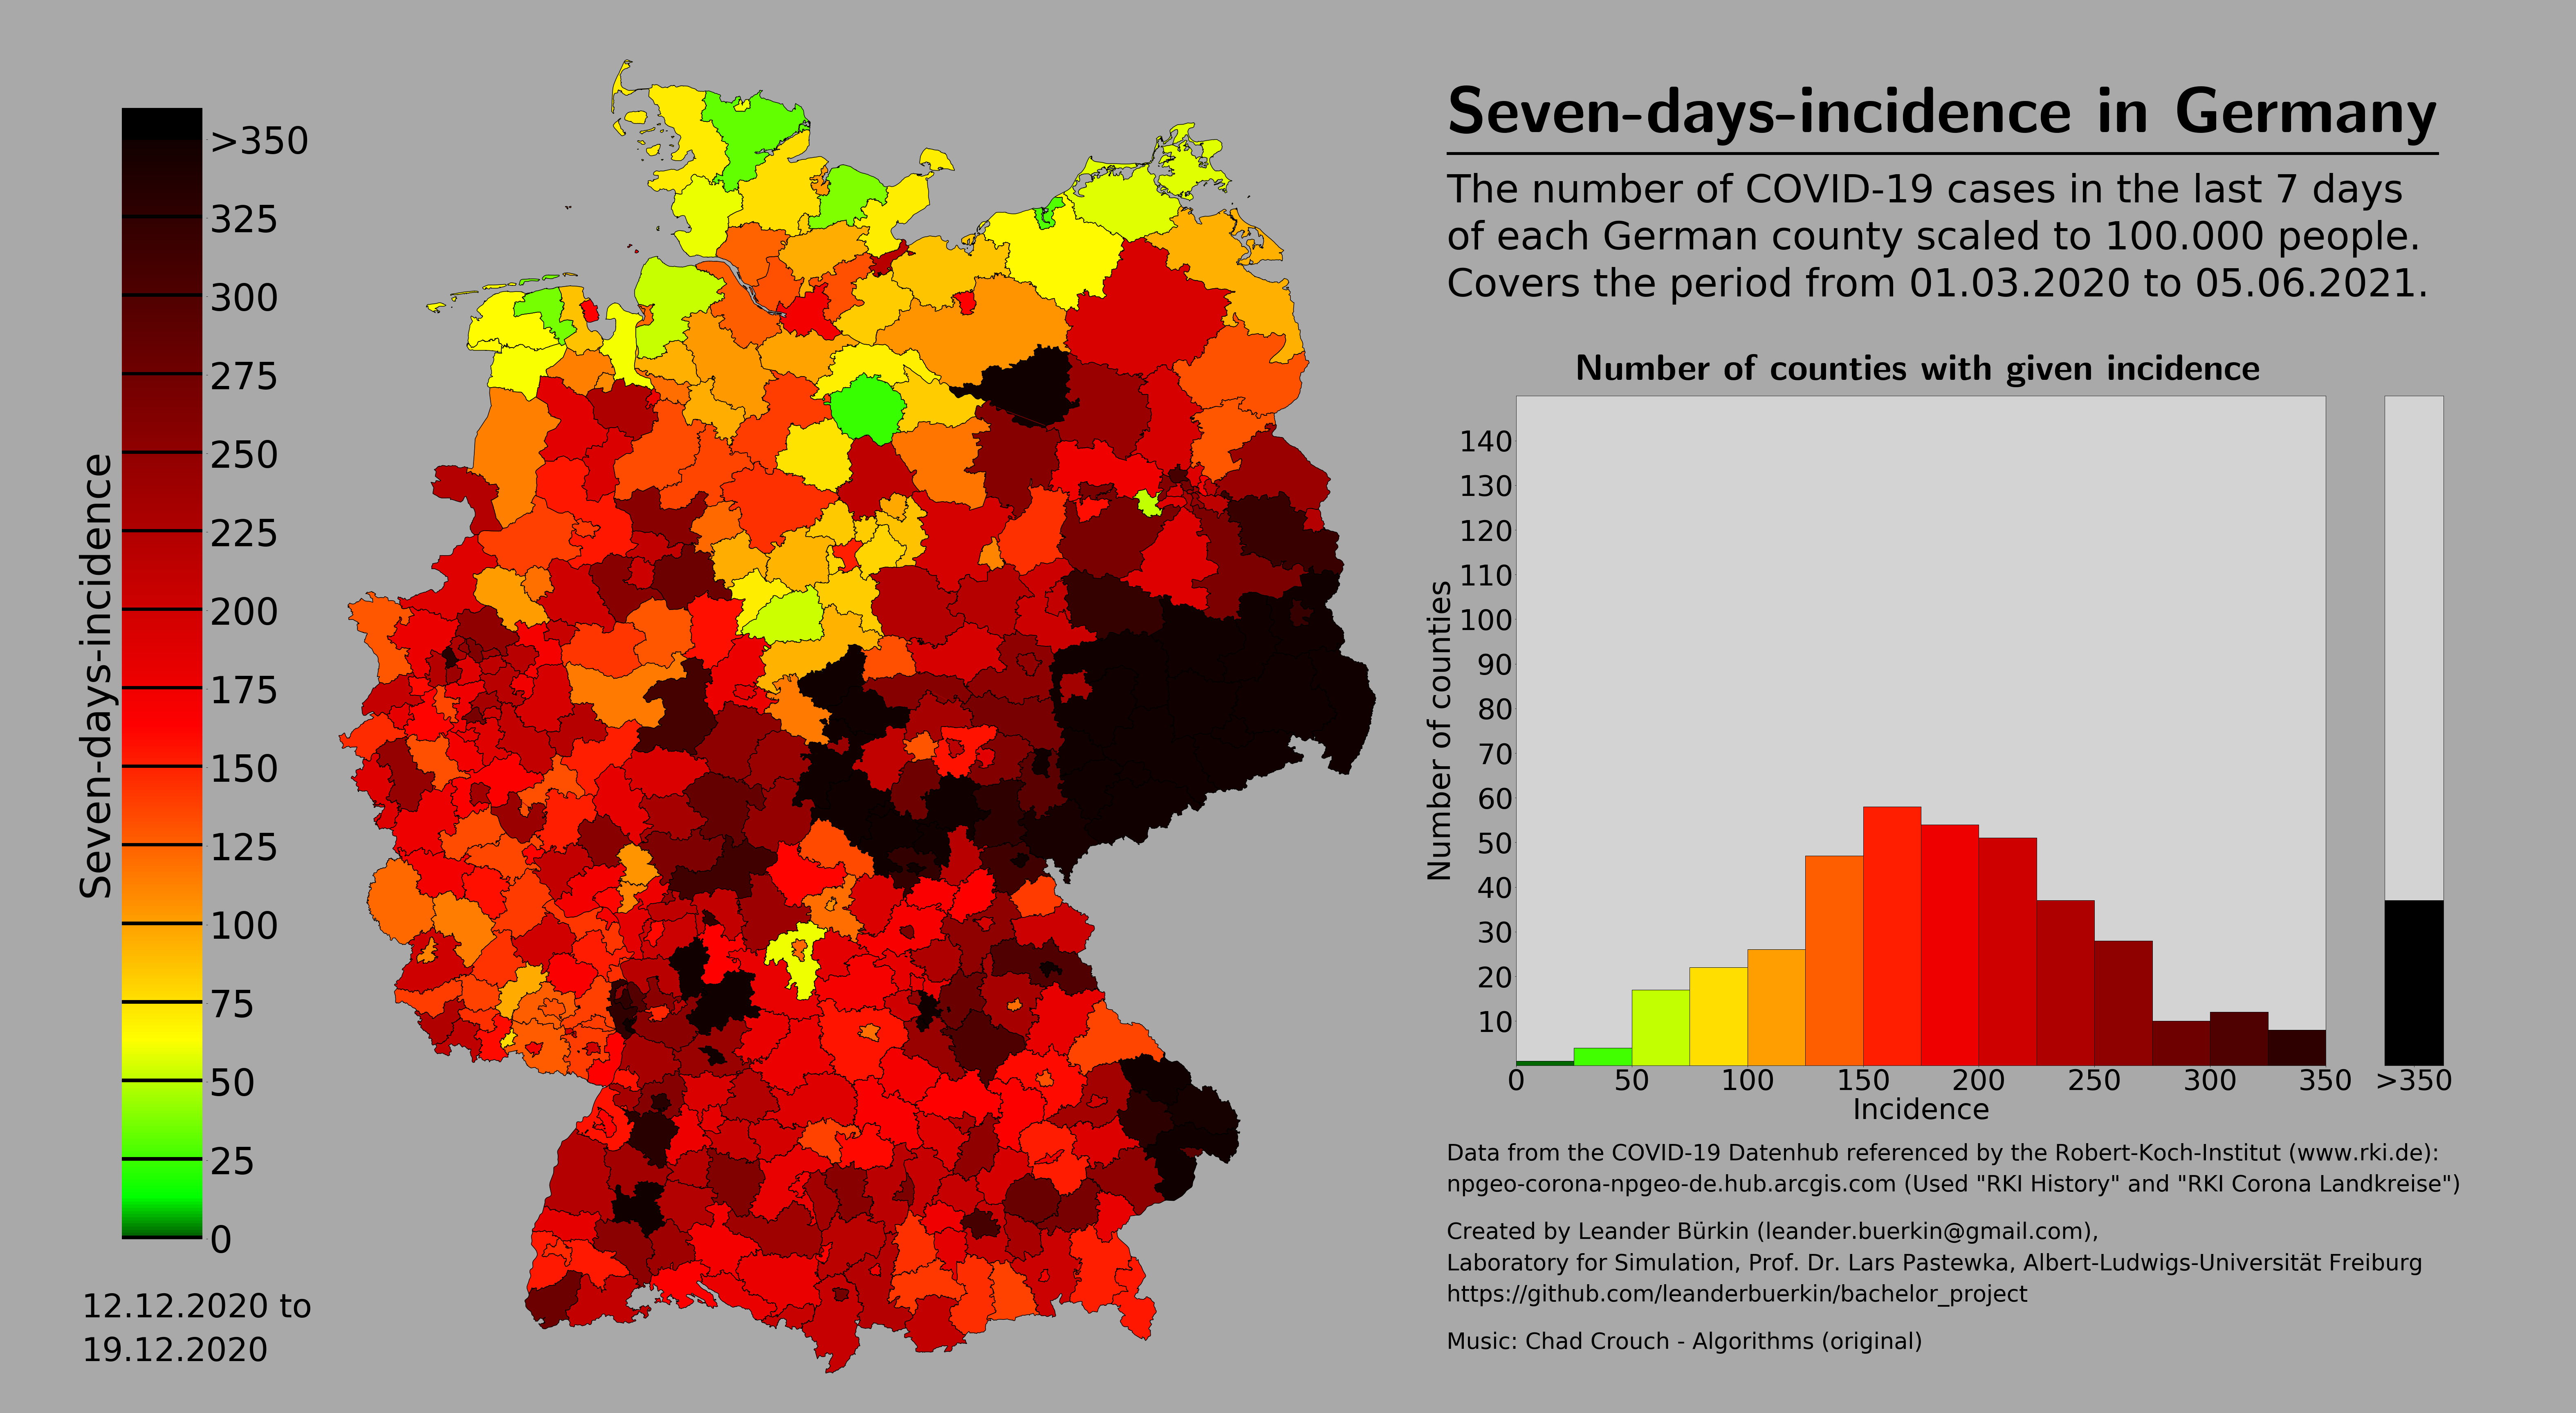 >350
325
300
275
250
225
200
175
150
125
100
75
50
25
0
Seven-days-incidence
12.12.2020 to
19.12.2020
Seven-days-incidence in Germany
The number of COVID-19 cases in the last 7 days
of each German county scaled to 100.000 people.
Covers the period from 01.03.2020 to 05.06.2021.
Number of counties with given incidence
140
130
120
110
100
90
80
70
60
50
40
30
20
10
Number of counties
0 50 100 150 200 250 300 350 >350
Incidence
Data from the COVID-19 Datenhub referenced by the Robert-Koch-Institut (www.rki.de):
npgeo-corona-npgeo-de.hub.arcgis.com (Used "RKI History" and "RKI Corona Landkreise")
Created by Leander Bürkin (leander.buerkin@gmail.com),
Laboratory for Simulation, Prof. Dr. Lars Pastewka, Albert-Ludwigs-Universität Freiburg
https://github.com/leanderbuerkin/bachelor_project
Music: Chad Crouch - Algorithms (original)